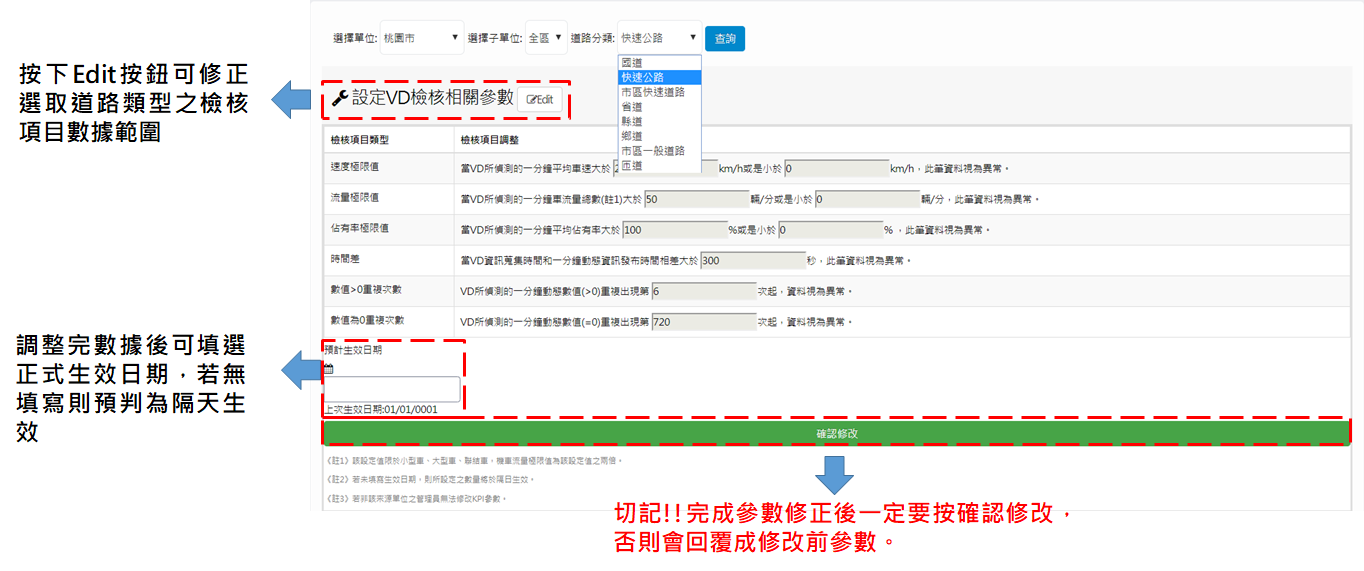 選擇單位: 桃園市 選擇子單位: 全區 道路分類: 快速公路 查詢
國道
快速公路
市區快速道路
省道
縣道
鄉道
市區一般道路
匝道
按下Edit按鈕可修正
選取道路類型之檢核
項目數據範圍
設定VD檢核相關參數 Edit
檢核項目類型 檢核項目調整
速度極限值 當VD所偵測的一分鐘平均車速大於 km/h或是小於 0 km/h，此筆資料視為異常。
流量極限值 當VD所偵測的一分鐘車流量總數(註1)大於 50 輛/分或是小於 0 輛/分，此筆資料視為異常。
佔有率極限值 當VD所偵測的一分鐘平均佔有率大於 100 %或是小於 0 % ，此筆資料視為異常。
時間差 當VD資訊蒐集時間和一分鐘動態資訊發布時間相差大於 300 秒，此筆資料視為異常。
數值>0重複次數 VD所偵測的一分鐘動態數值(>0)重複出現第 6 次起，資料視為異常。
數值為0重複次數 VD所偵測的一分鐘動態數值(=0)重複出現第 720 次起，資料視為異常。
調整完數據後可填選
正式生效日期，若無
填寫則預判為隔天生
效
預計生效日期
上次生效日期:01/01/0001
確認修改
《註1》該設定值限於小型車、大型車、聯結車，機車流量極限值為該設定值之兩倍。
《註2》若未填寫生效日期，則所設定之數量將於隔日生效。
《註3》若非該來源單位之管理員無法修改KPI參數。
切記!!完成參數修正後一定要按確認修改，
否則會回覆成修改前參數。